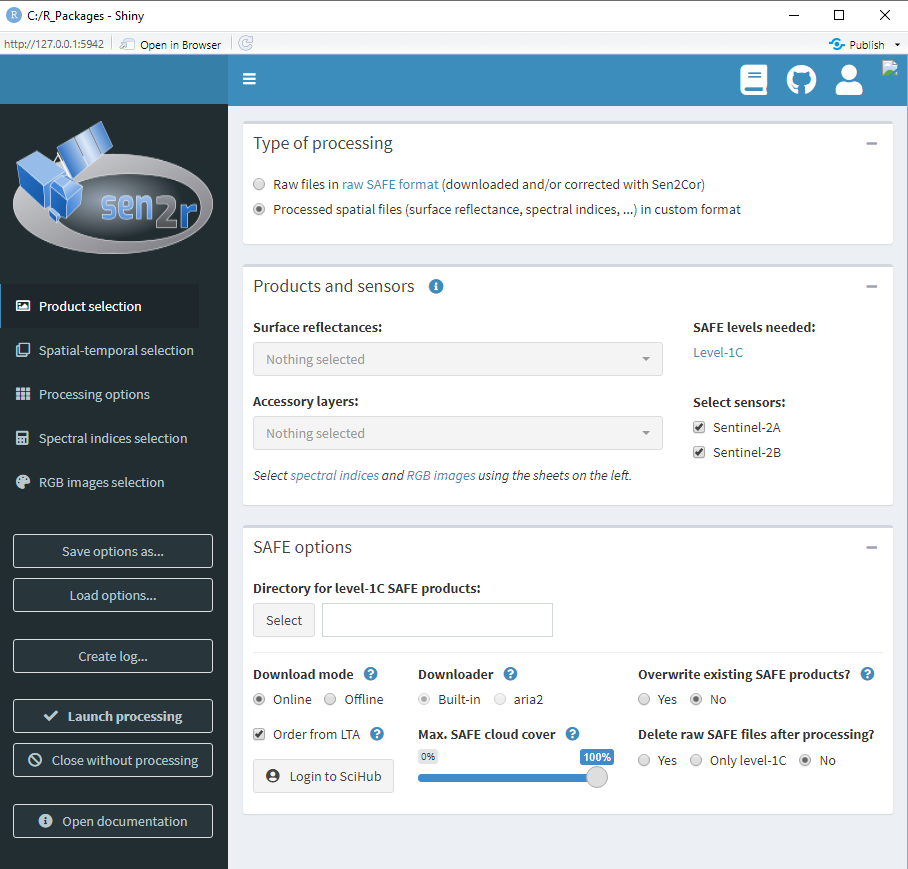 C:/R_Packages - Shiny
http://127.0.0.1:5942 Open in Browser Publish
sen2r
Product selection
Spatial-temporal selection
Processing options
Spectral indices selection
RGB images selection
Save options as...
Load options...
Create log...
Launch processing
Close without processing
Open documentation
Type of processing
Raw files in raw SAFE format (downloaded and/or corrected with Sen2Cor)
Processed spatial files (surface reflectance, spectral indices, ...) in custom format
Products and sensors
Surface reflectances:
Nothing selected
Accessory layers:
Nothing selected
Select spectral indices and RGB images using the sheets on the left.
SAFE levels needed:
Level-1C
Select sensors:
Sentinel-2A
Sentinel-2B
SAFE options
Directory for level-1C SAFE products:
Select
Download mode
Online Offline
Order from LTA
Login to SciHub
Downloader
Built-in aria2
Max. SAFE cloud cover
0% 100%
Overwrite existing SAFE products?
Yes No
Delete raw SAFE files after processing?
Yes Only level-1C No